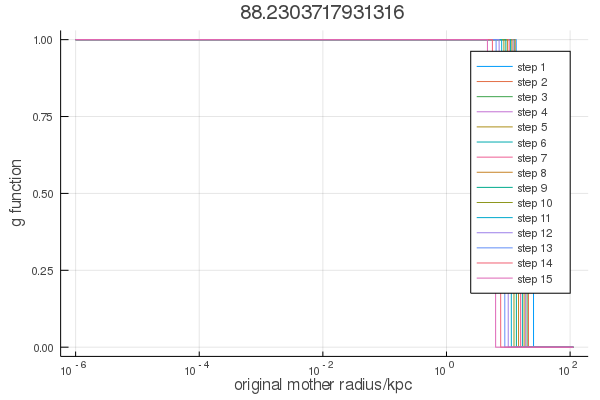 88.2303717931316
1.00
0.75
0.50
0.25
0.00
g function
step 1
step 2
step 3
step 4
step 5
step 6
step 7
step 8
step 9
step 10
step 11
step 12
step 13
step 14
step 15
10 -6
10 -4
10 -2
10 0
10 2
original mother radius/kpc